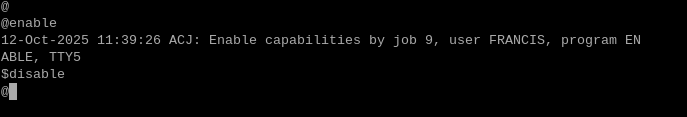 @
@enable
12-Oct-2025 11:39:26 ACJ: Enable capabilities by job 9, user FRANCIS, program EN
ABLE, TTY5
$disable
@